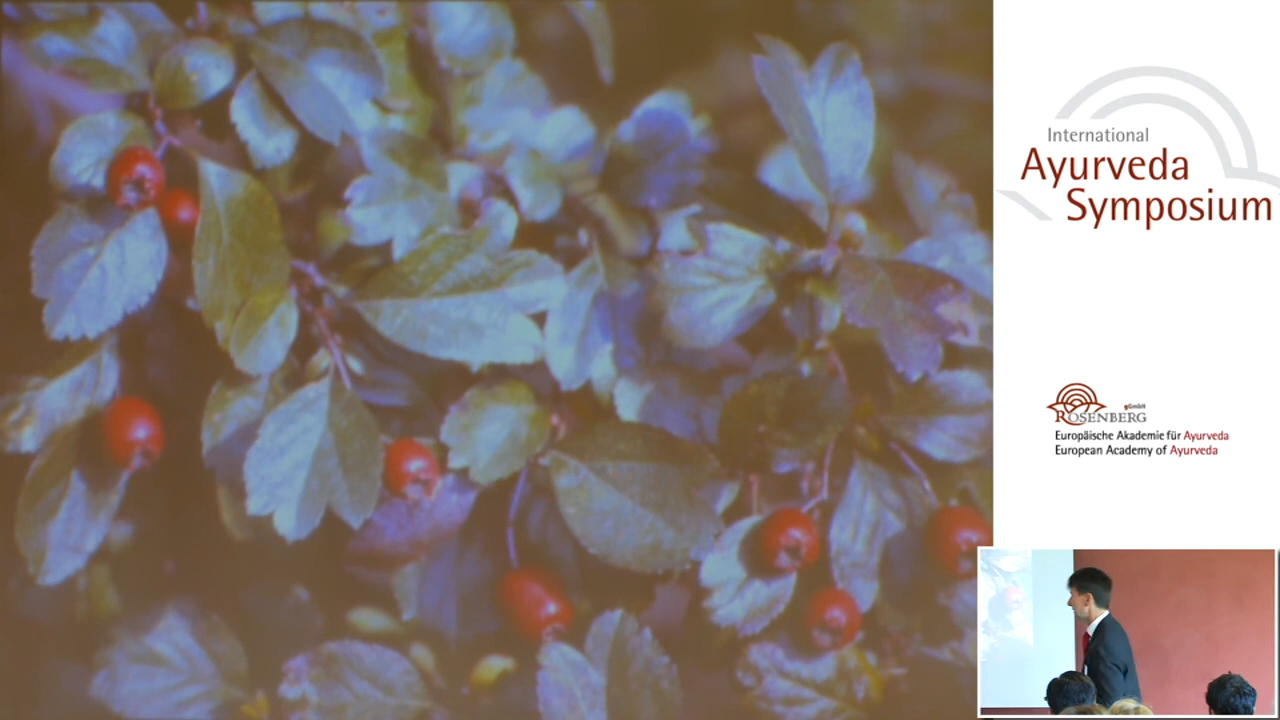 International
Ayurveda
Symposium
gGmbH
ROSENBERG
Europäische Akademie für Ayurveda
European Academy of Ayurveda